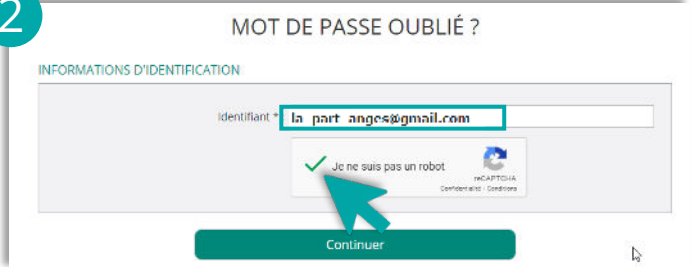 2
MOT DE PASSE OUBLIÉ ?
INFORMATIONS D'IDENTIFICATION
Identifiant * la_part_anges@gmail.com
Je ne suis pas un robot
reCAPTCHA
Confidentialité - Conditions
Continuer